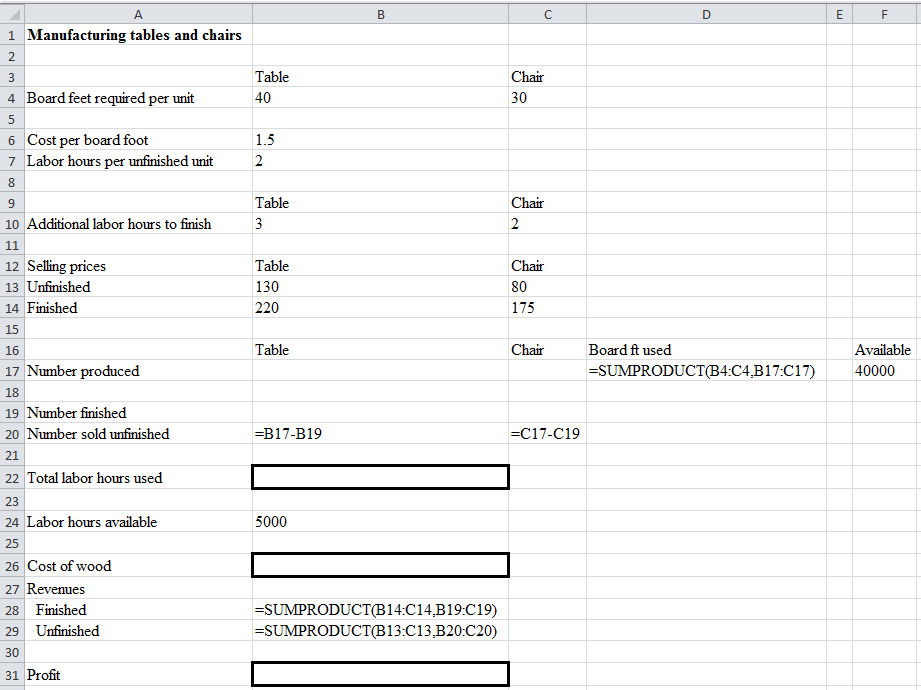 A B C D E F
1 Manufacturing tables and chairs
2
3 Table Chair
4 Board feet required per unit 40 30
5
6 Cost per board foot 1.5
7 Labor hours per unfinished unit 2
8
9 Table Chair
10 Additional labor hours to finish 3 2
11
12 Selling prices Table Chair
13 Unfinished 130 80
14 Finished 220 175
15
16 Table Chair Board ft used Available
17 Number produced =SUMPRODUCT(B4:C4,B17:C17) 40000
18
19 Number finished
20 Number sold unfinished =B17-B19 =C17-C19
21
22 Total labor hours used
23
24 Labor hours available 5000
25
26 Cost of wood
27 Revenues
28 Finished =SUMPRODUCT(B14:C14,B19:C19)
29 Unfinished =SUMPRODUCT(B13:C13,B20:C20)
30
31 Profit